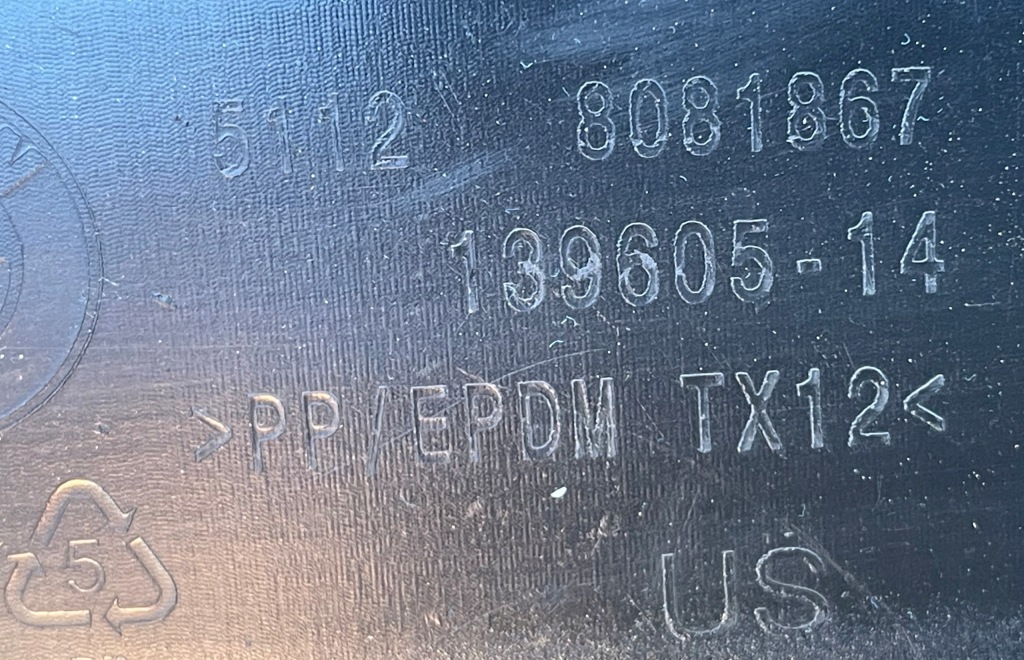 5112 8081867
139605-14
>PP/EPDM TX12<
5
US